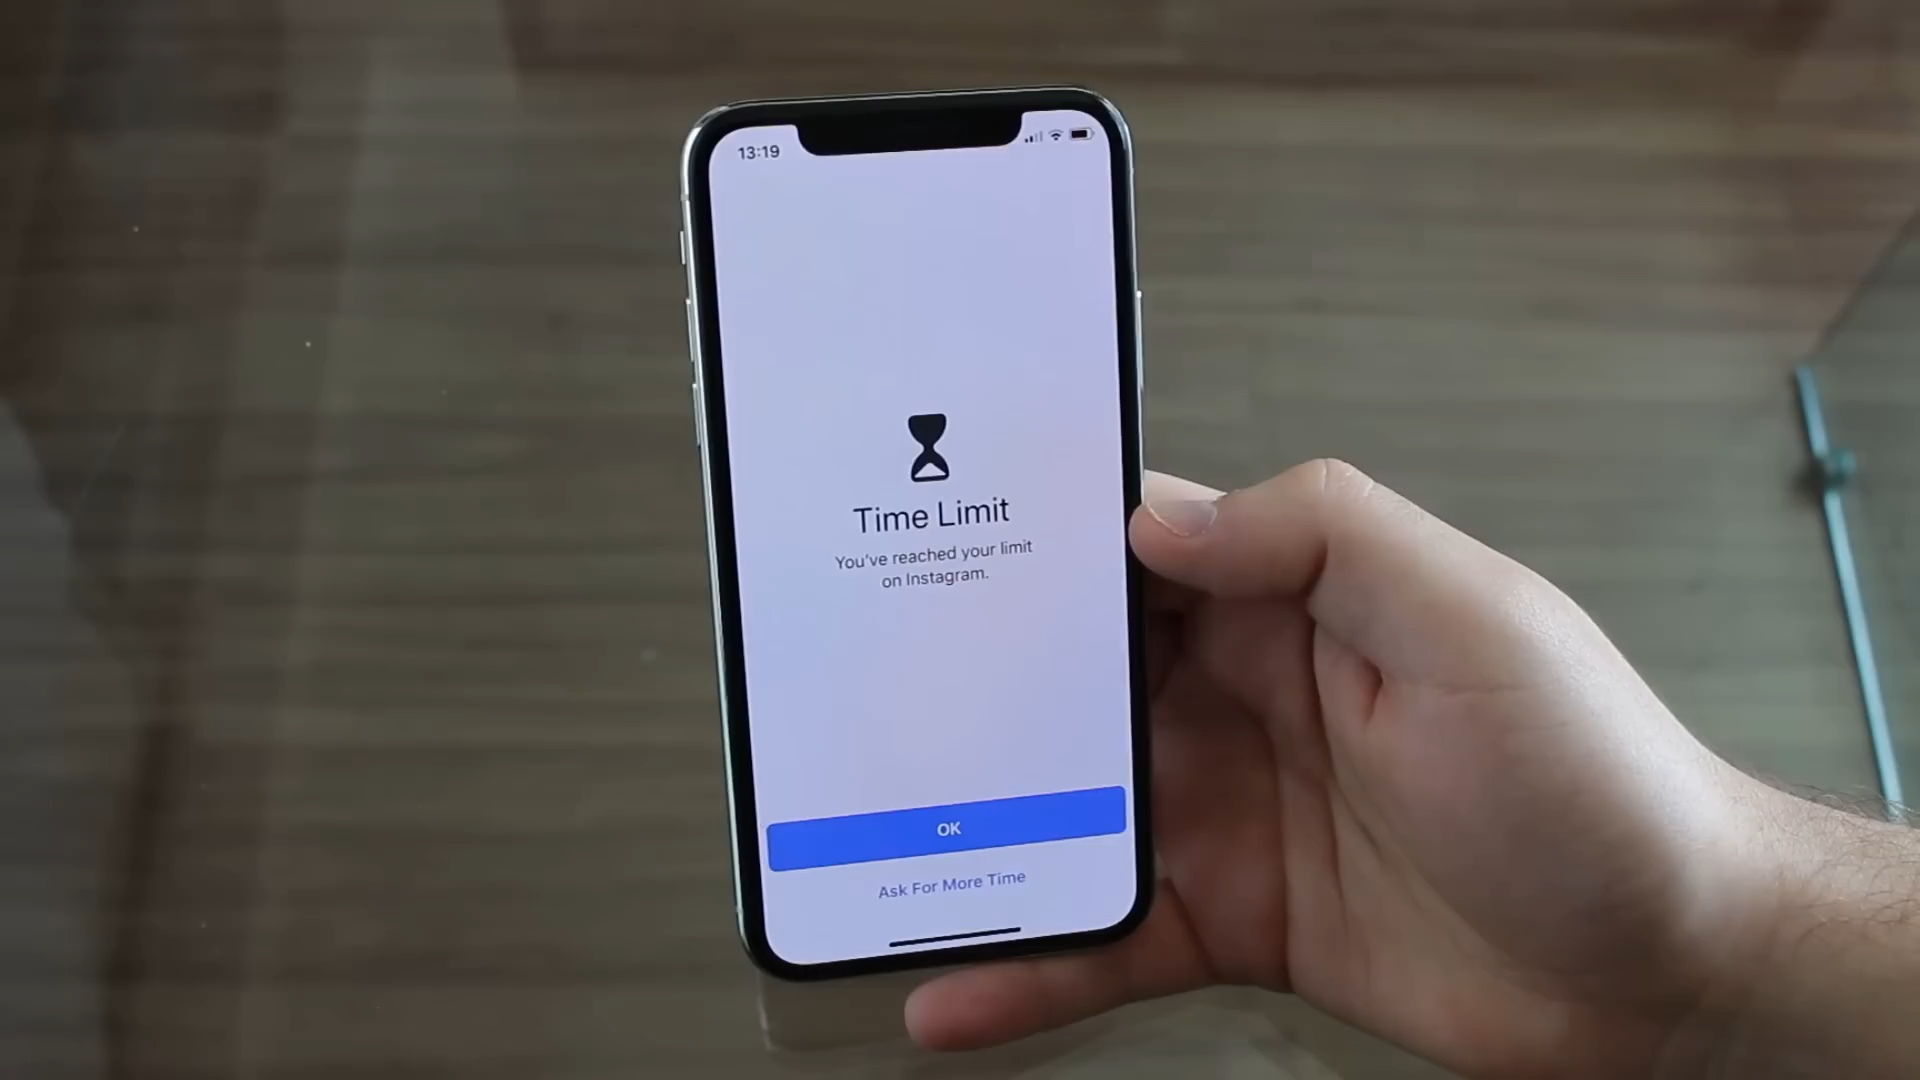 13:19
Time Limit
You've reached your limit
on Instagram.
OK
Ask For More Time